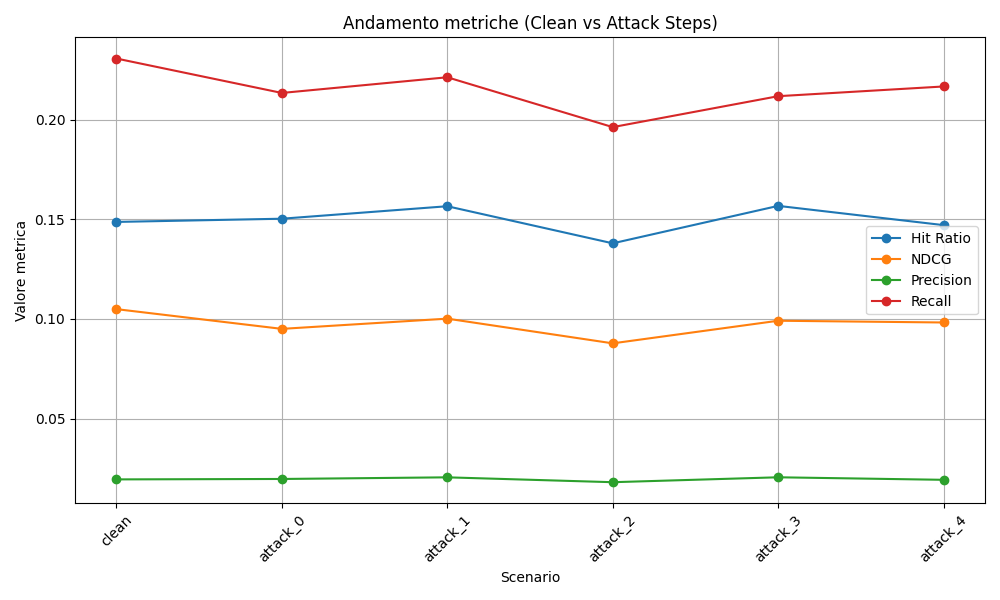 Andamento metriche (Clean vs Attack Steps)
Valore metrica
0.20
0.15
0.10
0.05
Hit Ratio
NDCG
Precision
Recall
clean
attack_0
attack_1
attack_2
attack_3
attack_4
Scenario